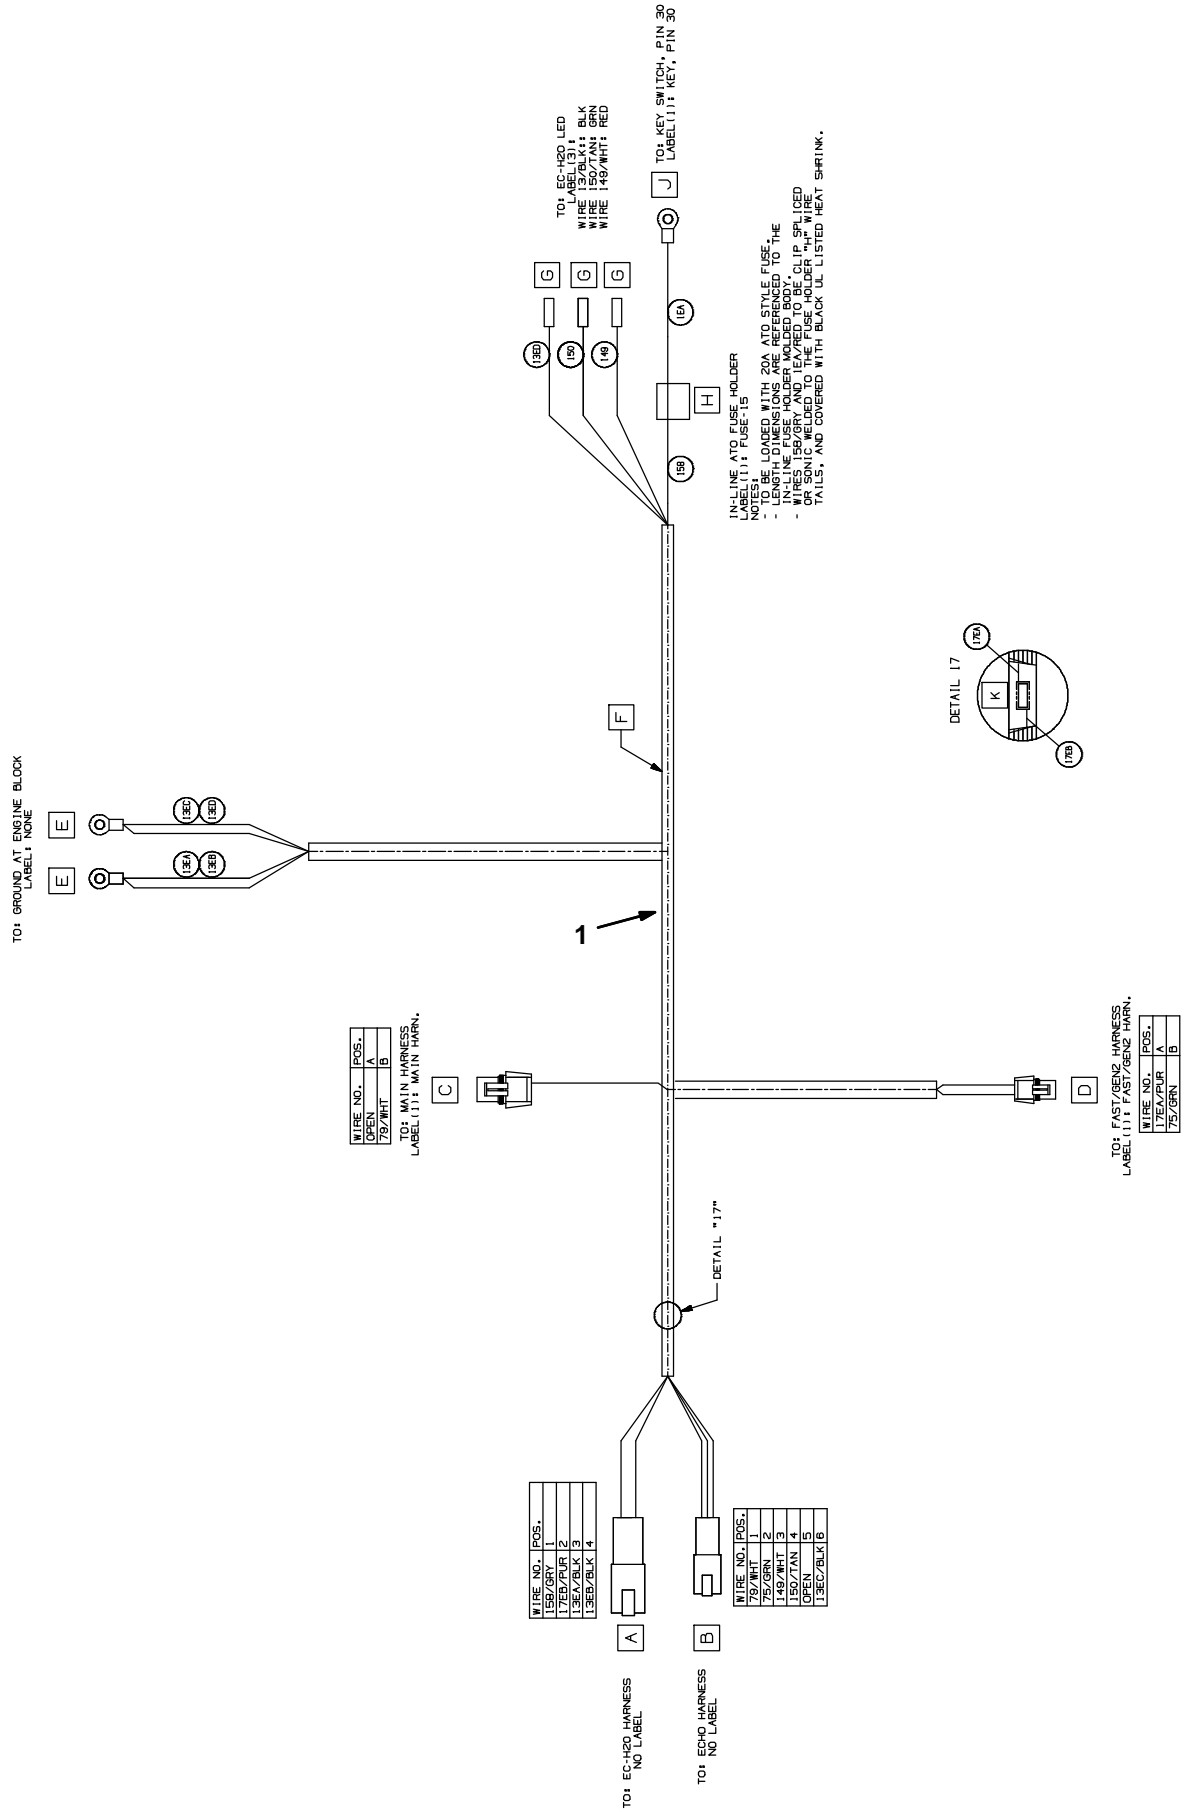 TO: GROUND AT ENGINE BLOCK
LABEL: NONE
E
E
13EA
13EB
13EC
13ED
TO: EC-H2O LED
LABEL(3):
WIRE 13/BLK:: BLK
WIRE 150/TAN: GRN
WIRE 149/WHT: RED
G
G
G
13ED
150
149
TO: KEY SWITCH, PIN 30
LABEL(1): KEY, PIN 30
J
1EA
H
158
IN-LINE ATO FUSE HOLDER
LABEL(1): FUSE-15
NOTES:
- TO BE LOADED WITH 20A ATO STYLE FUSE.
- LENGTH DIMENSIONS ARE REFERENCED TO THE
IN-LINE FUSE HOLDER MOLDED BODY.
- WIRES 158/GRY AND 1EA/RED TO BE CLIP SPLICED
OR SONIC WELDED TO THE FUSE HOLDER "H" WIRE
TAILS, AND COVERED WITH BLACK UL LISTED HEAT SHRINK.
F
1
DETAIL 17
K
17EA
17EB
WIRE NO. POS.
OPEN A
79/WHT B
TO: MAIN HARNESS
LABEL(1): MAIN HARN.
C
D
TO: FAST/GEN2 HARNESS
LABEL(1): FAST/GEN2 HARN.
WIRE NO. POS.
17EA/PUR A
75/GRN B
DETAIL "17"
WIRE NO. POS.
158/GRY 1
17EB/PUR 2
13EA/BLK 3
13EB/BLK 4
A
TO: EC-H2O HARNESS
NO LABEL
B
TO: ECHO HARNESS
NO LABEL
WIRE NO. POS.
79/WHT 1
75/GRN 2
149/WHT 3
150/TAN 4
OPEN 5
13EC/BLK 6